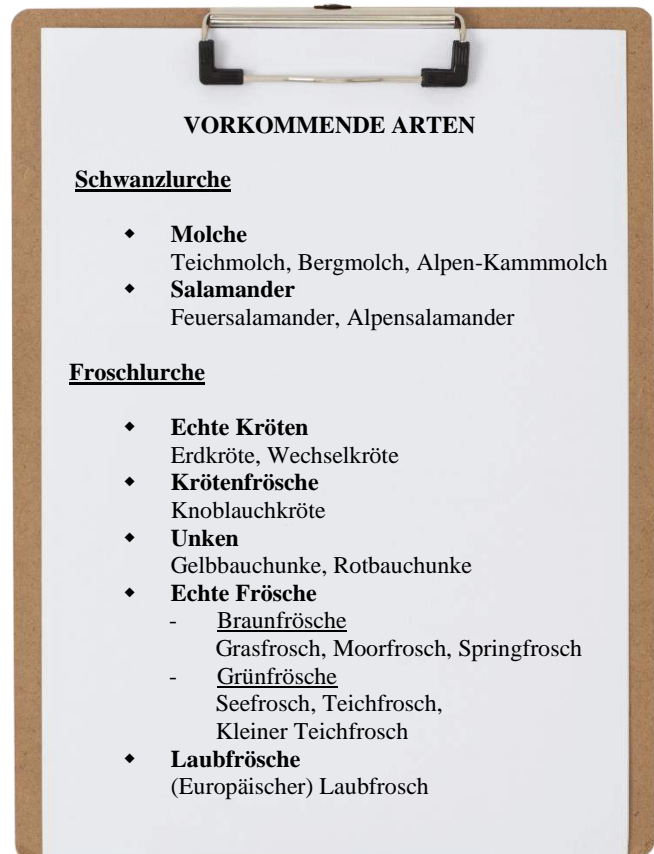 VORKOMMENDE ARTEN
Schwanzlurche
◆ Molche
Teichmolch, Bergmolch, Alpen-Kammmolch
◆ Salamander
Feuersalamander, Alpensalamander
Froschlurche
◆ Echte Kröten
Erdkröte, Wechselkröte
◆ Krötenfrösche
Knoblauchkröte
◆ Unken
Gelbbauchunke, Rotbauchunke
◆ Echte Frösche
- Braunfrösche
Grasfrosch, Moorfrosch, Springfrosch
- Grünfrösche
Seefrosch, Teichfrosch,
Kleiner Teichfrosch
◆ Laubfrösche
(Europäischer) Laubfrosch